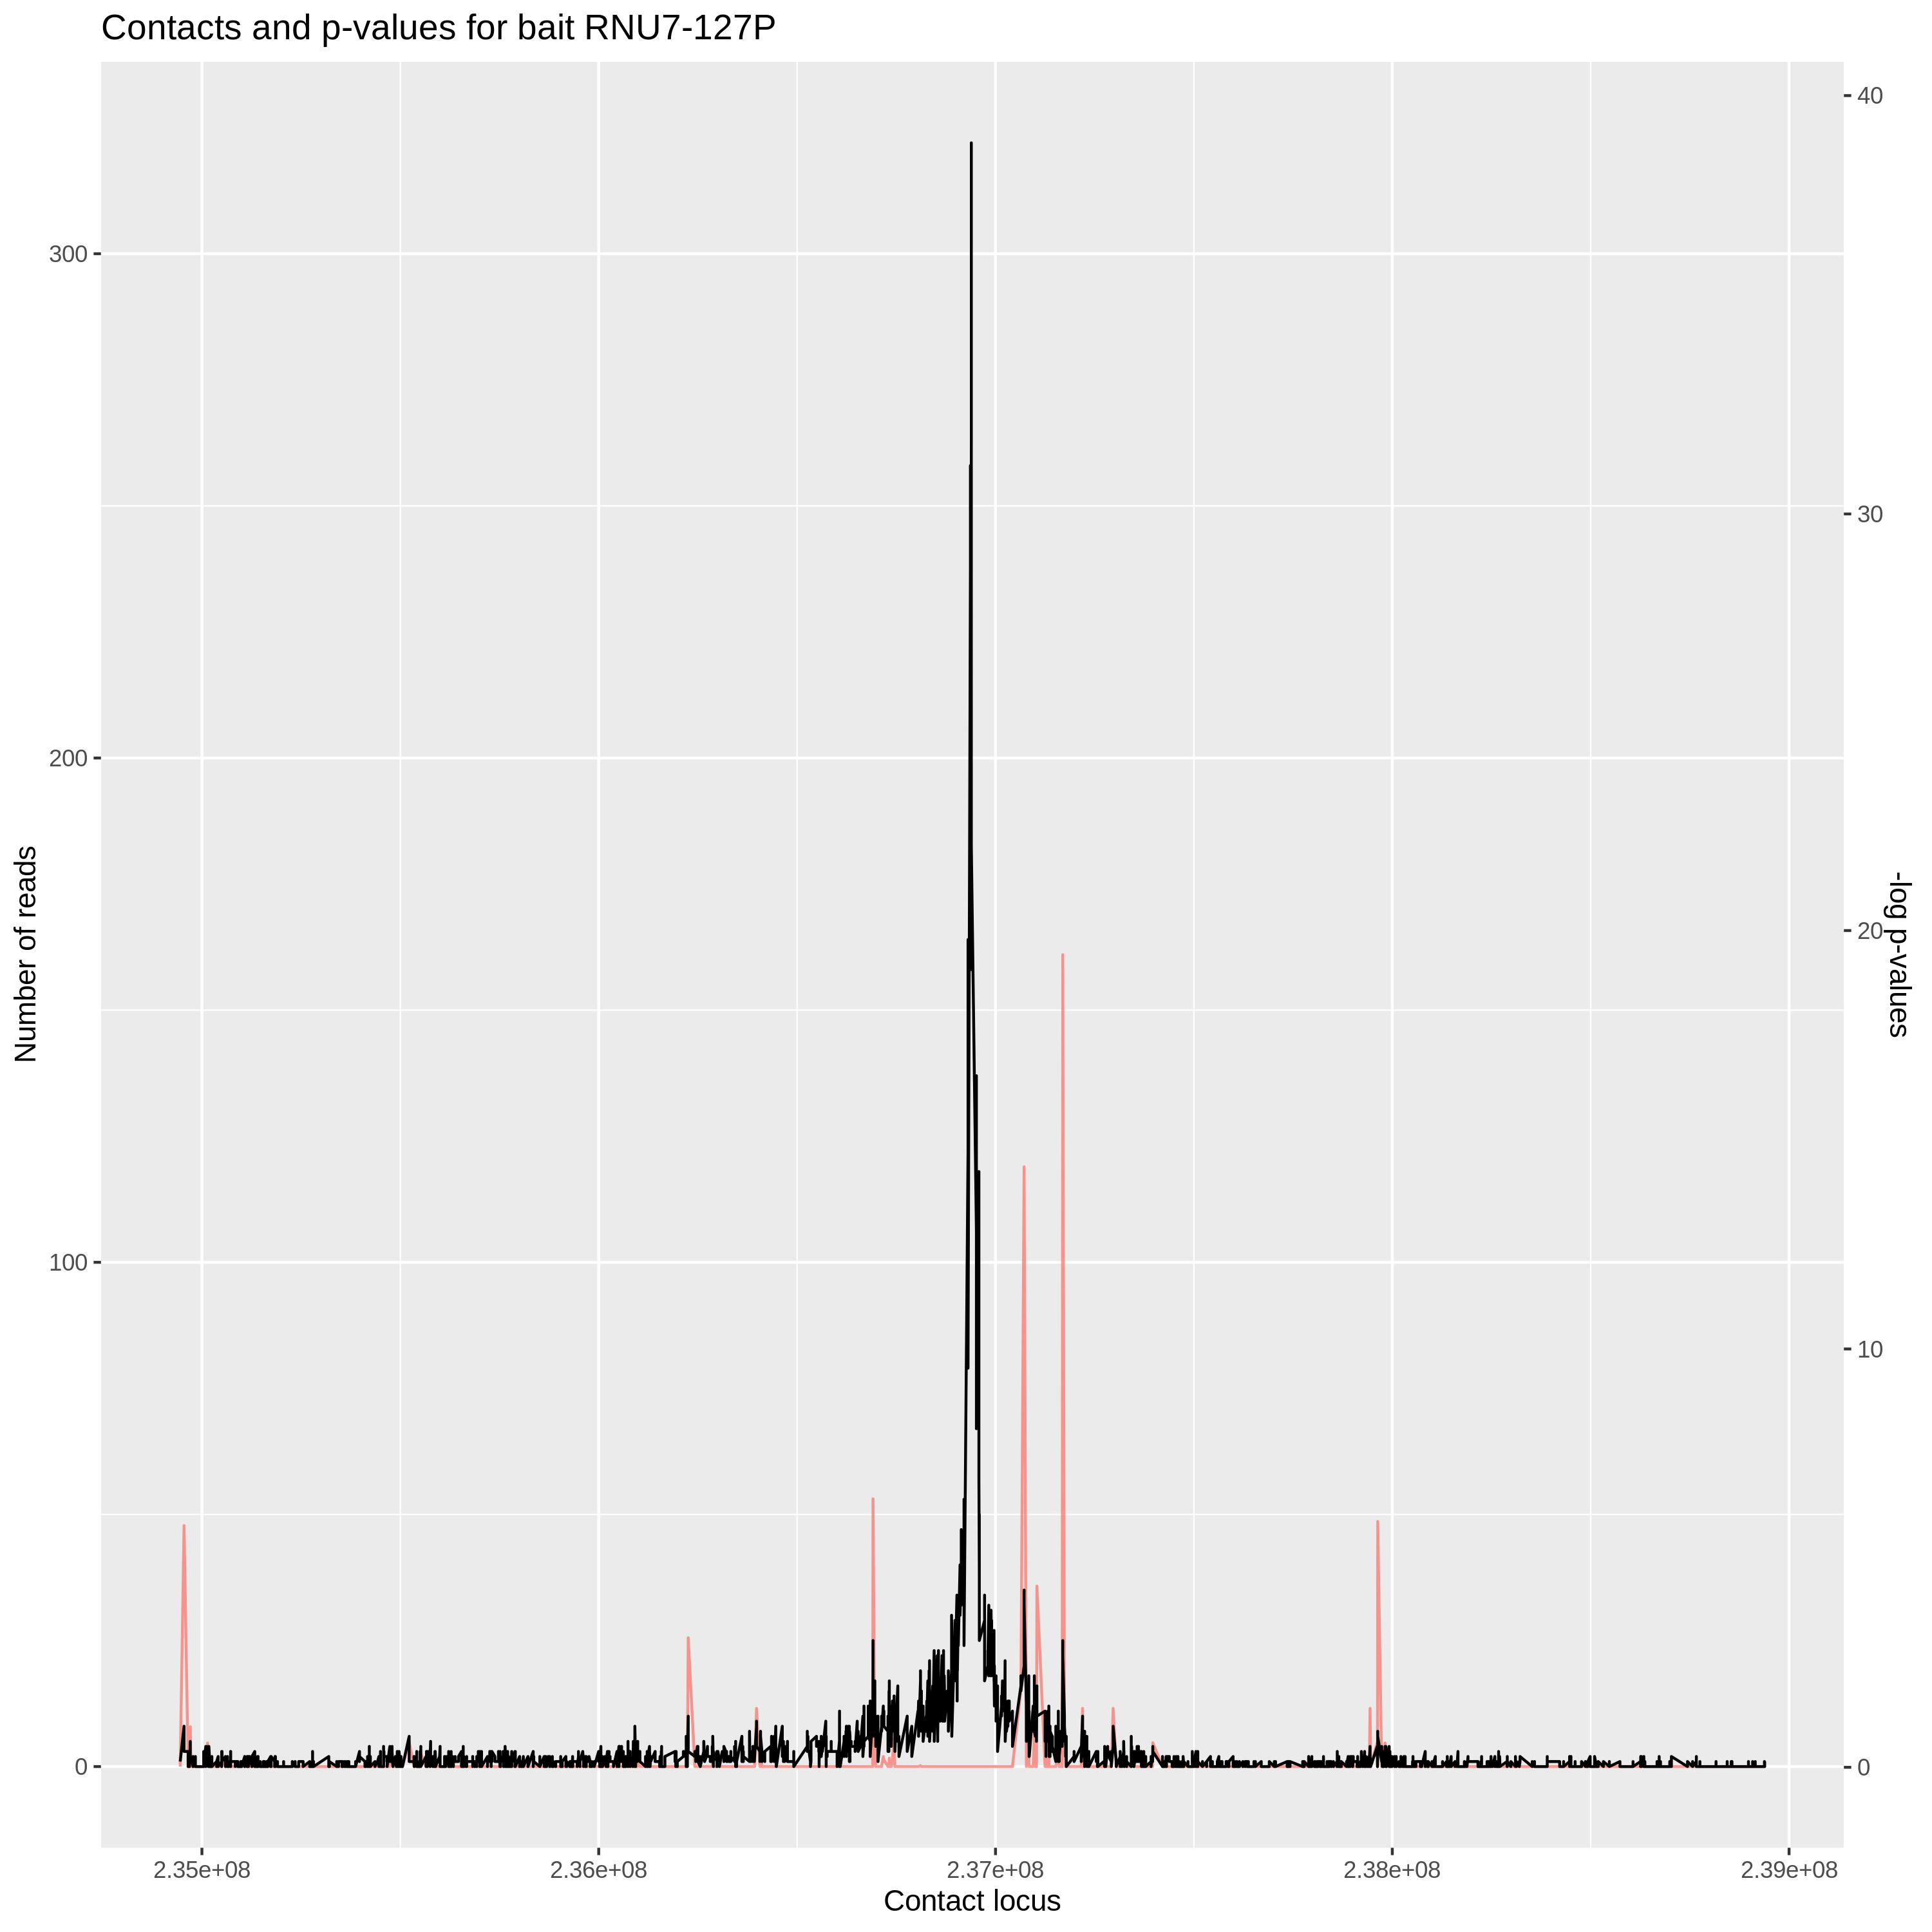 Contacts and p-values for bait RNU7-127P
Number of reads
300
200
100
0
40
30
20
10
0
-log p-values
2.35e+08 2.36e+08 2.37e+08 2.38e+08 2.39e+08
Contact locus